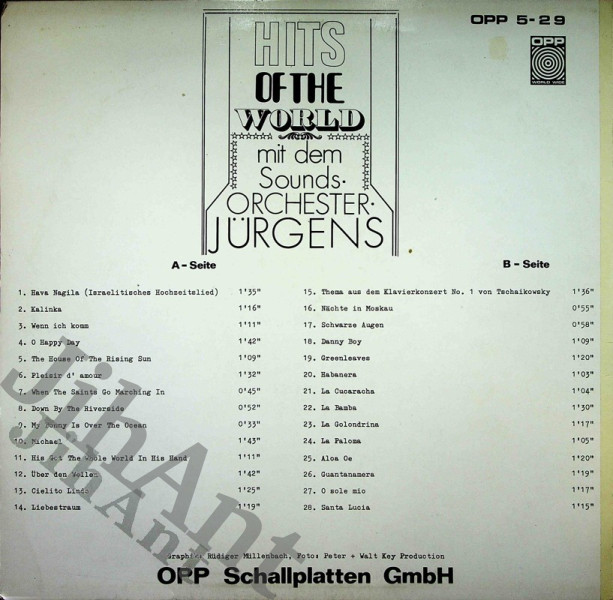 OPP 5-29
OPP
WORLD WIDE
HITS
OF THE
WORLD
mit dem
Sounds-
ORCHESTER-
JÜRGENS
A-Seite
1. Hava Nagila (Israelitisches Hochzeitslied) 1'35"
2. Kalinka 1'16"
3. Wenn ich komm 1'11"
4. O Happy Day 1'42"
5. The House Of The Rising Sun 1'09"
6. Pleizir d' amour 1'32"
7. When The Saints Go Marching In 0'45"
8. Down By The Riverside 0'52"
9. My Bonny Is Over The Ocean 0'33"
10. Michael 1'43"
11. His Got The Whole World In His Hand 1'11"
12. Über den Wellen 1'42"
13. Cielito Lindo 1'25"
14. Liebestraum 1'19"
B-Seite
15. Thema aus dem Klavierkonzert No. 1 von Tschaikowsky 1'36"
16. Nächte in Moskau 0'55"
17. Schwarze Augen 0'58"
18. Danny Boy 1'09"
19. Greenleaves 1'20"
20. Habanera 1'03"
21. La Cucaracha 1'04"
22. La Bamba 1'30"
23. La Golondrina 1'17"
24. La Paloma 1'05"
25. Aloa Oe 1'20"
26. Guantanamera 1'19"
27. O sole mio 1'17"
28. Santa Lucia 1'15"
Graphik: Rüdiger Müllenbach, Foto: Peter + Walt Key Production
OPP Schallplatten GmbH
JihAnt
JihAnt